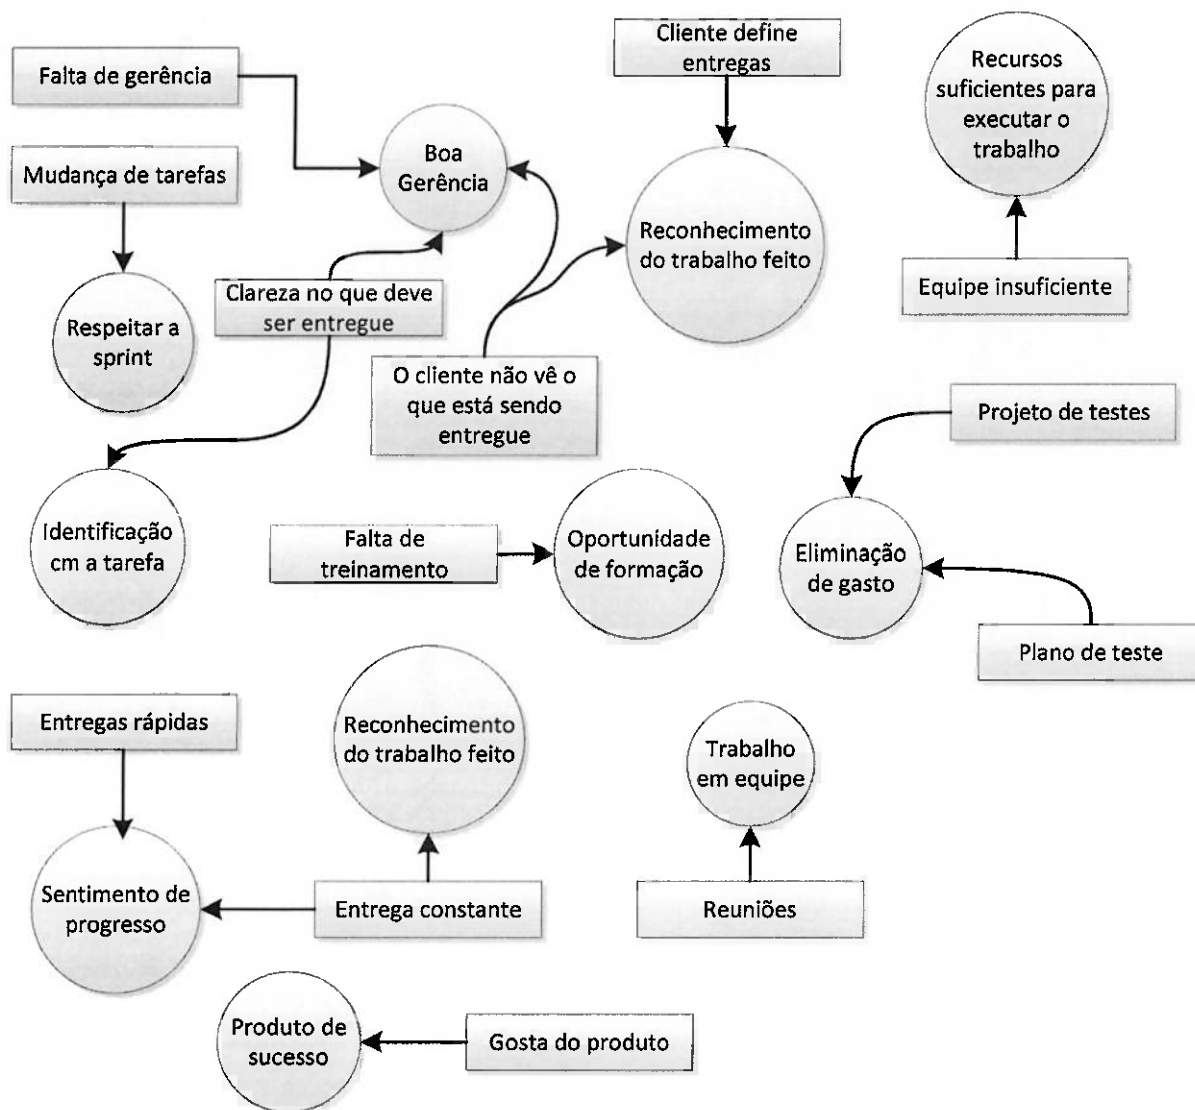 Cliente define
entregas
Recursos
suficientes para
executar o
trabalho
Falta de gerência
Boa
Gerência
Mudança de tarefas
Reconhecimento
do trabalho feito
Clareza no que deve
ser entregue
Equipe insuficiente
Respeitar a
sprint
O cliente não vê o
que está sendo
entregue
Projeto de testes
Identificação
cm a tarefa
Falta de
treinamento
Oportunidade
de formação
Eliminação
de gasto
Plano de teste
Entregas rápidas
Reconhecimento
do trabalho feito
Trabalho
em equipe
Sentimento de
progresso
Entrega constante
Reuniões
Produto de
sucesso
Gosta do produto